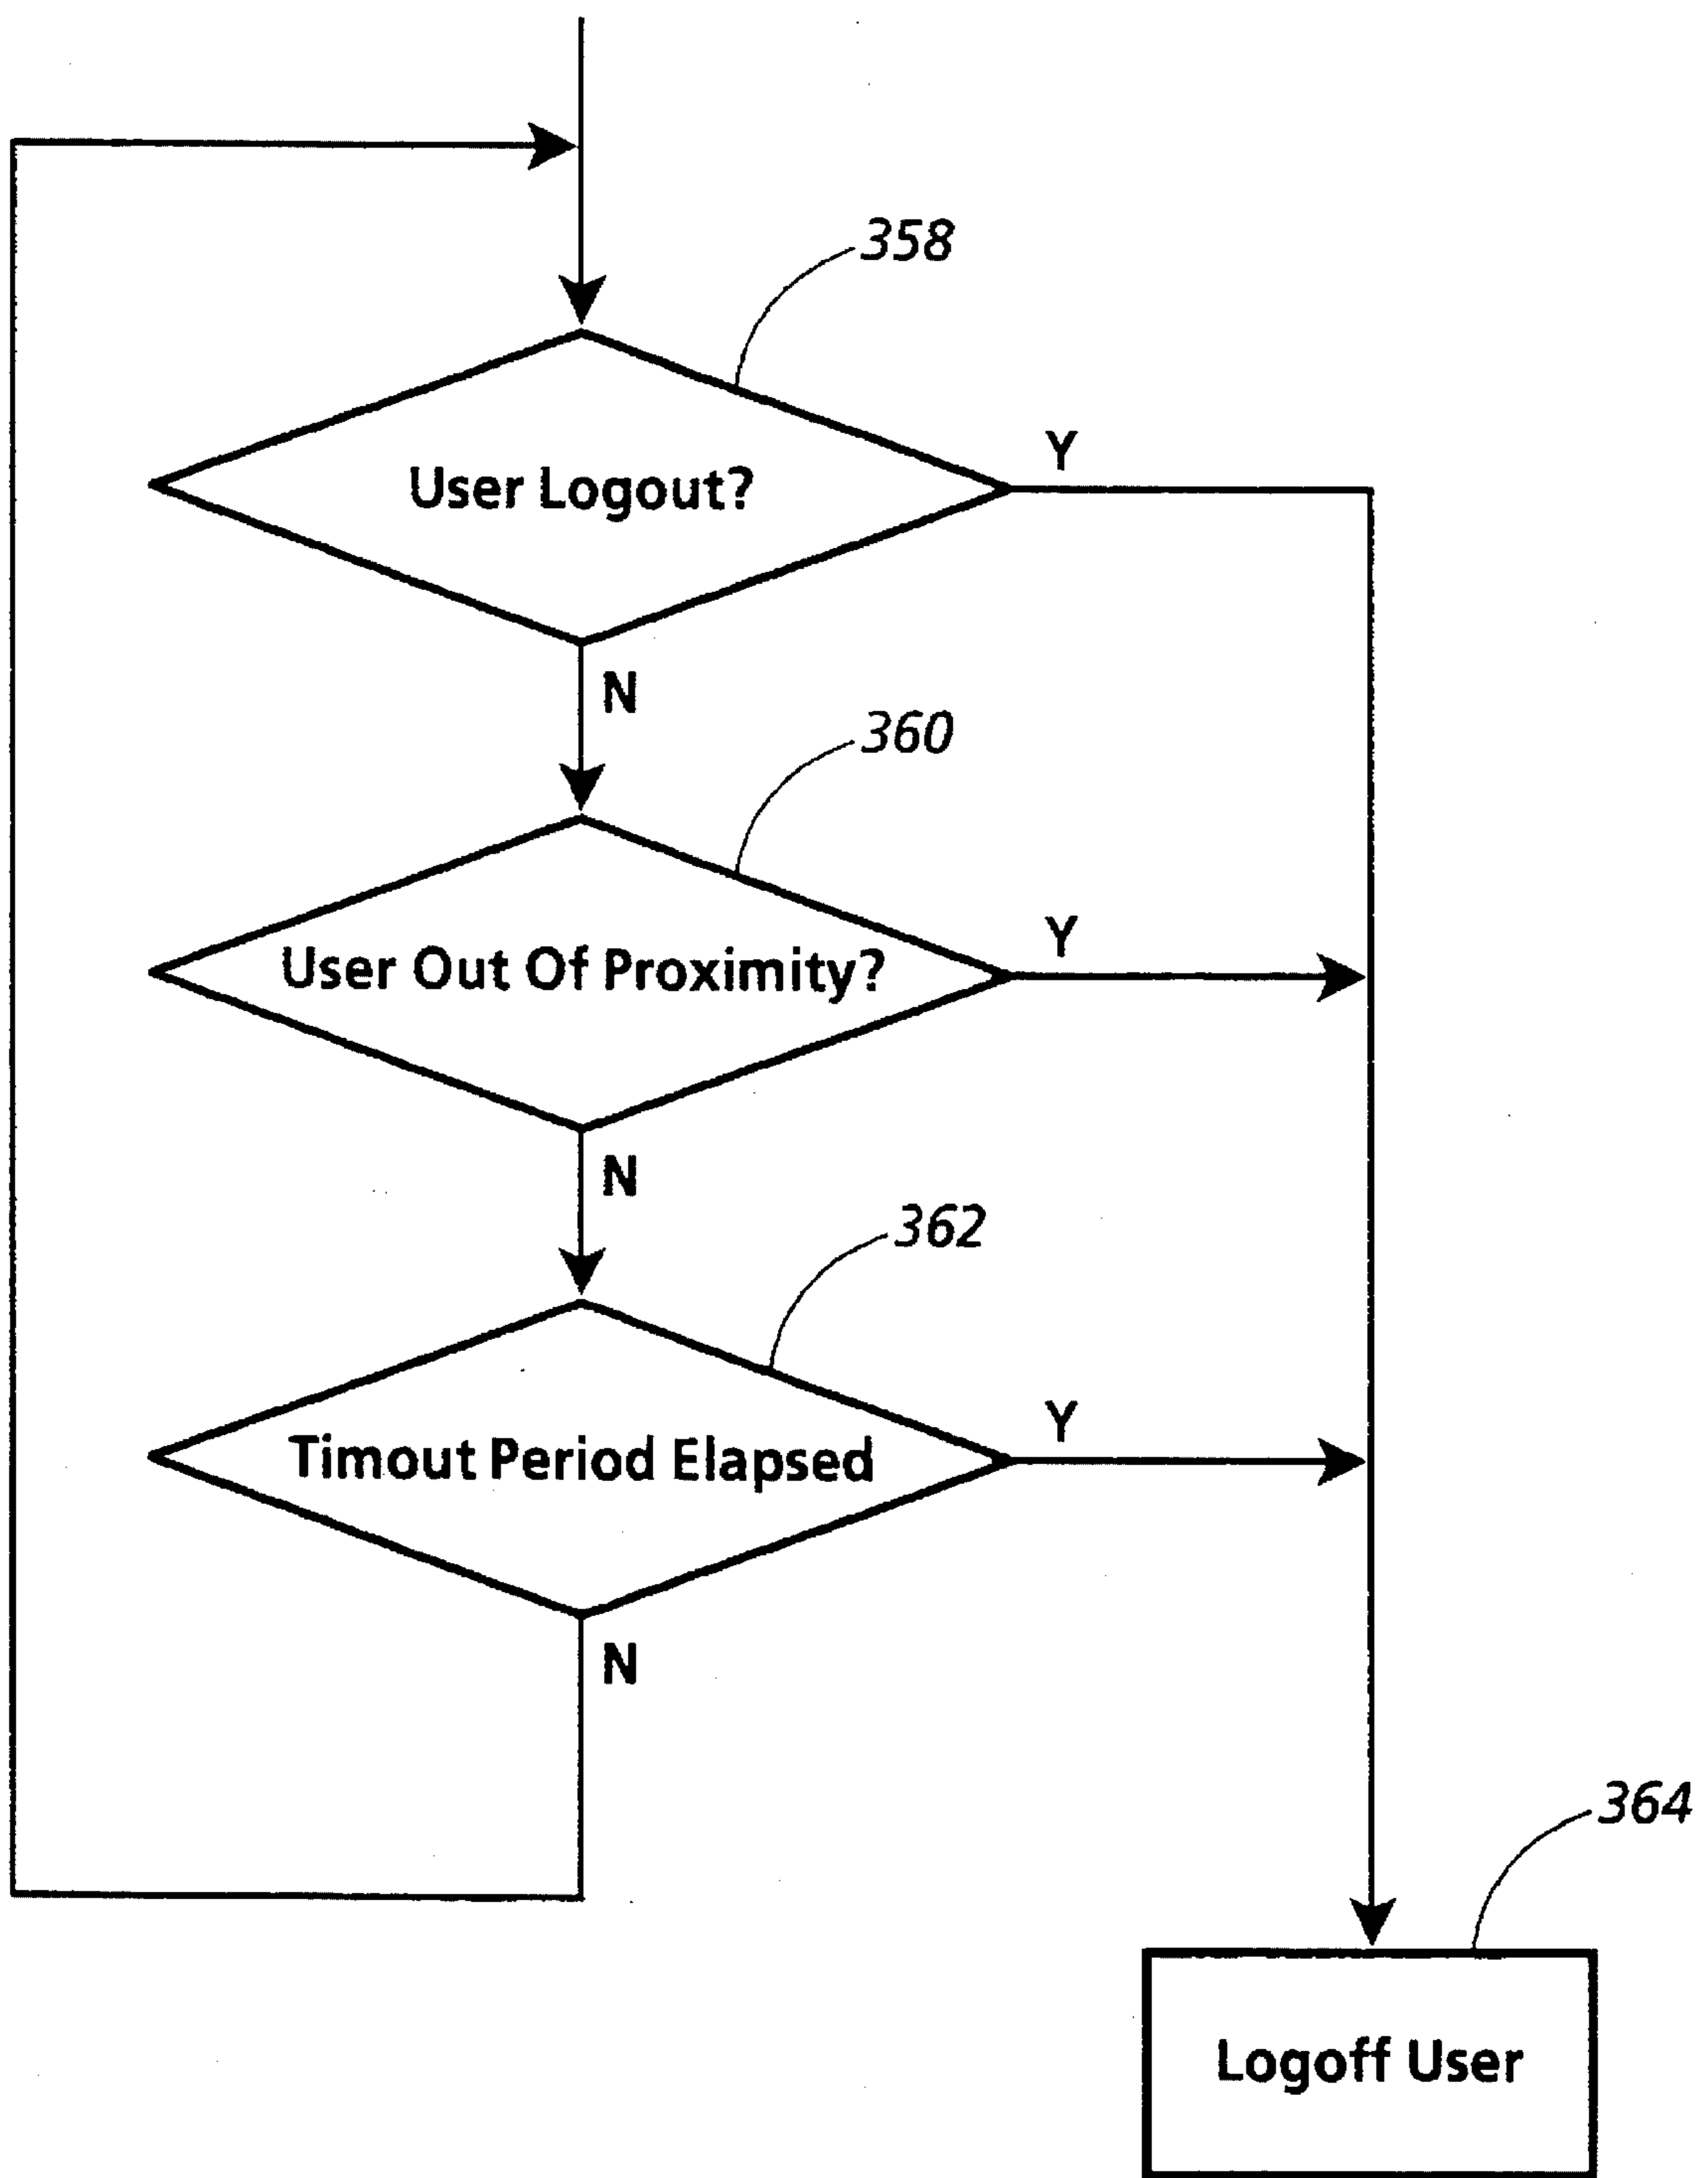 358
User Logout?
Y
N
360
User Out Of Proximity?
Y
N
362
Timout Period Elapsed
Y
N
364
Logoff User